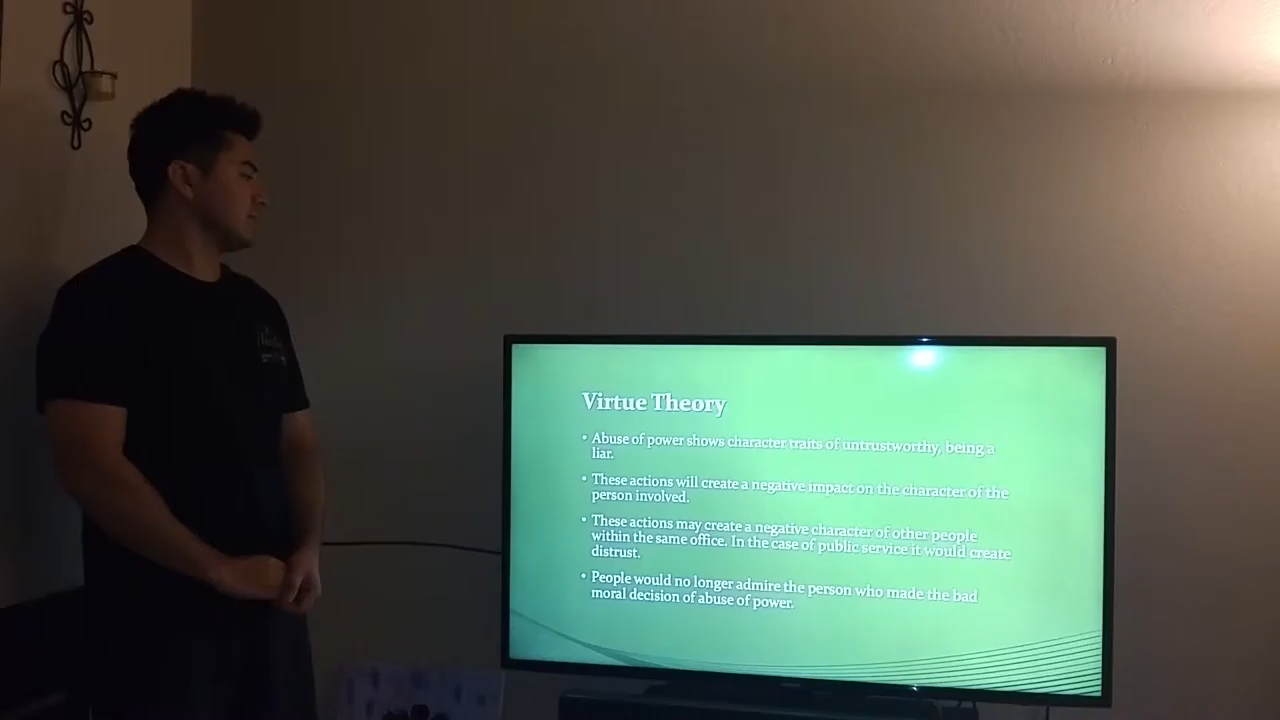 Virtue Theory
• Abuse of power shows character traits of untrustworthy, being a
liar.
• These actions will create a negative impact on the character of the
person involved.
• These actions may create a negative character of other people
within the same office. In the case of public service it would create
distrust.
• People would no longer admire the person who made the bad
moral decision of abuse of power.